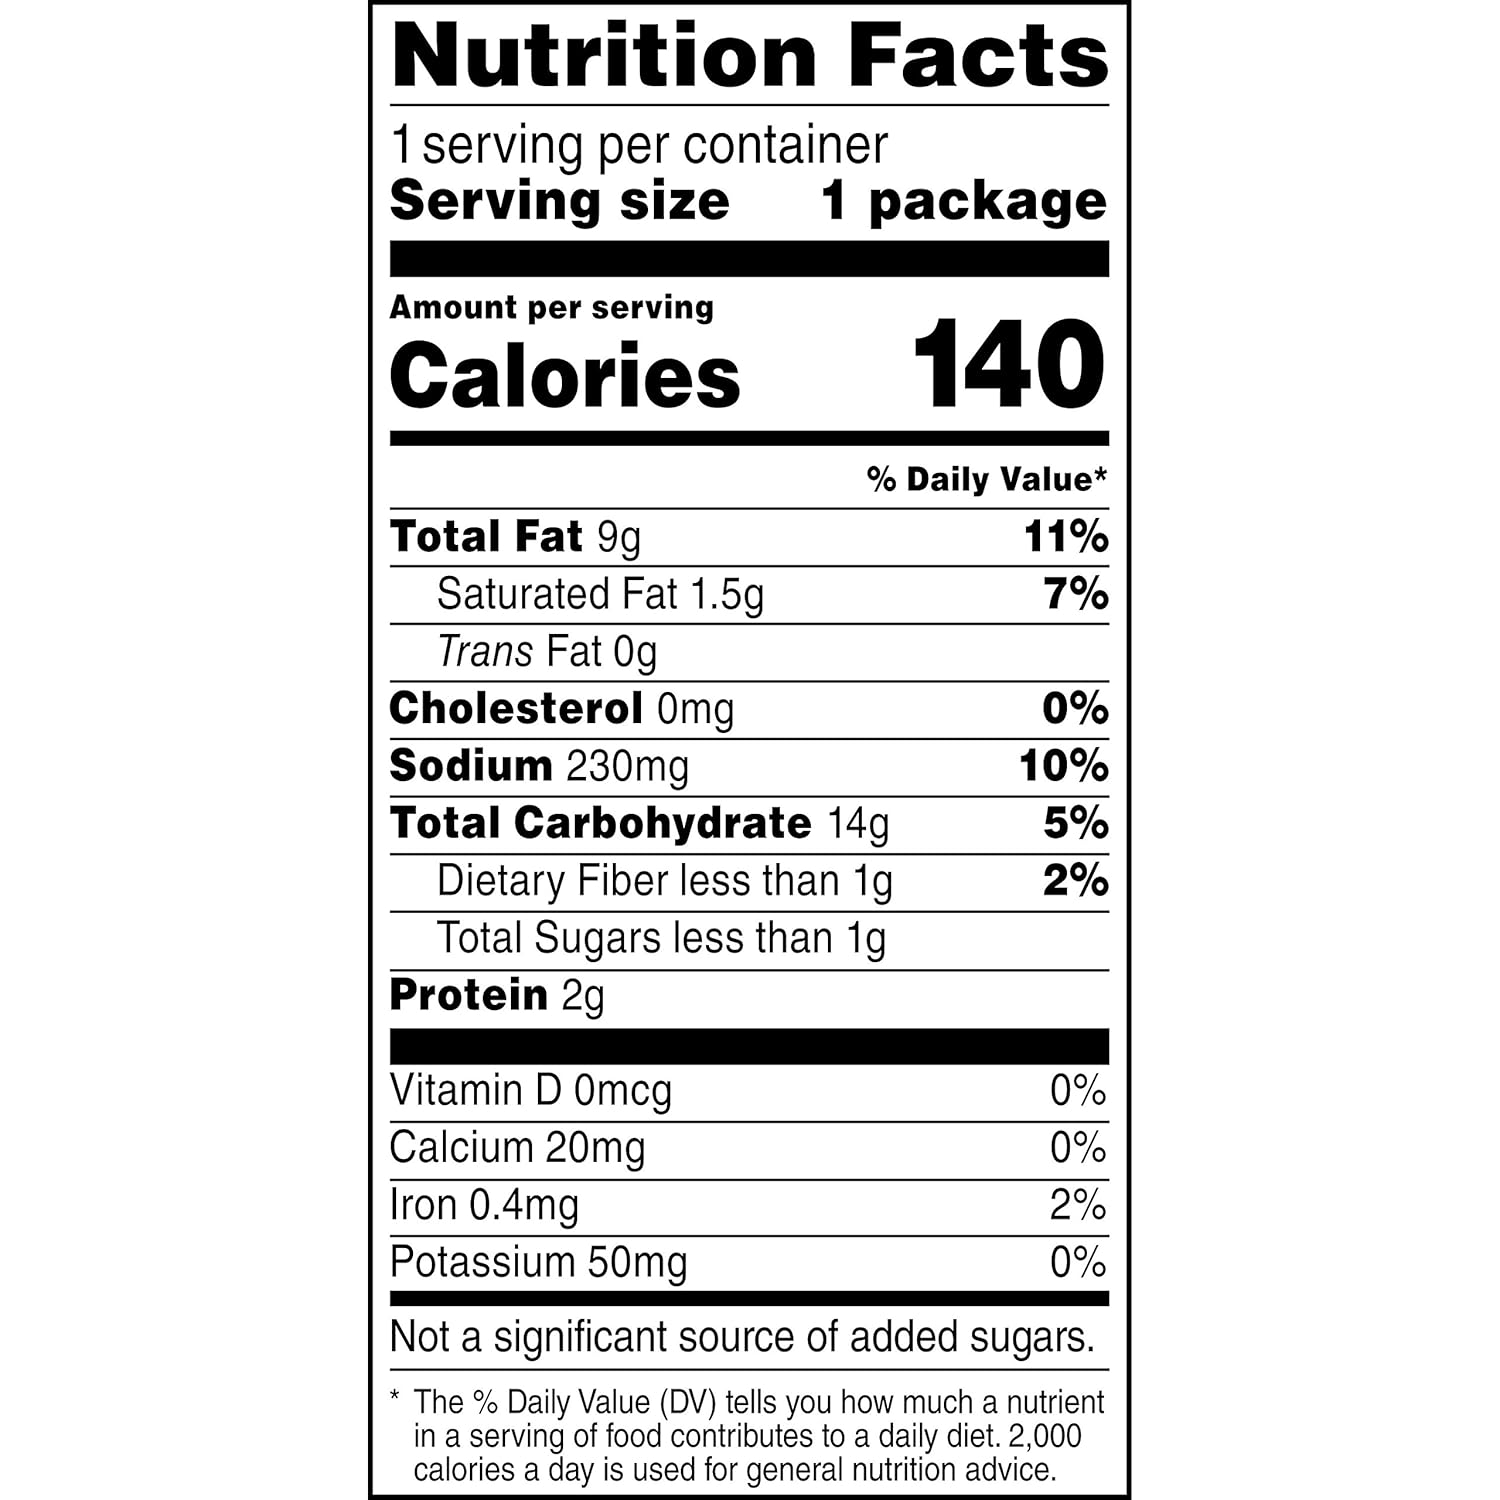 Nutrition Facts
1 serving per container
Serving size 1 package
Amount per serving
Calories 140
% Daily Value*
Total Fat 9g 11%
Saturated Fat 1.5g 7%
Trans Fat 0g
Cholesterol 0mg 0%
Sodium 230mg 10%
Total Carbohydrate 14g 5%
Dietary Fiber less than 1g 2%
Total Sugars less than 1g
Protein 2g
Vitamin D 0mcg 0%
Calcium 20mg 0%
Iron 0.4mg 2%
Potassium 50mg 0%
Not a significant source of added sugars.
* The % Daily Value (DV) tells you how much a nutrient
in a serving of food contributes to a daily diet. 2,000
calories a day is used for general nutrition advice.